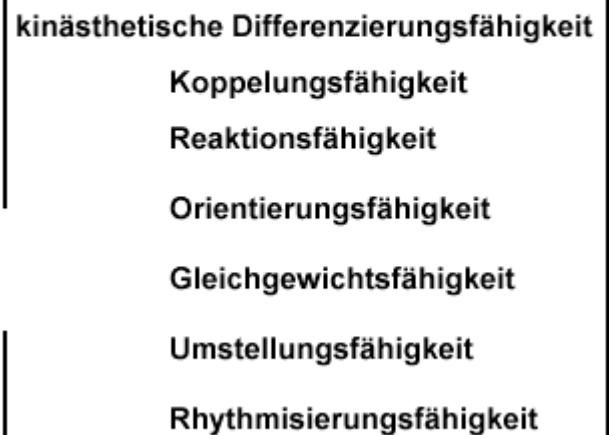 kinästhetische Differenzierungsfähigkeit
Koppelungsfähigkeit
Reaktionsfähigkeit
Orientierungsfähigkeit
Gleichgewichtsfähigkeit
Umstellungsfähigkeit
Rhythmisierungsfähigkeit